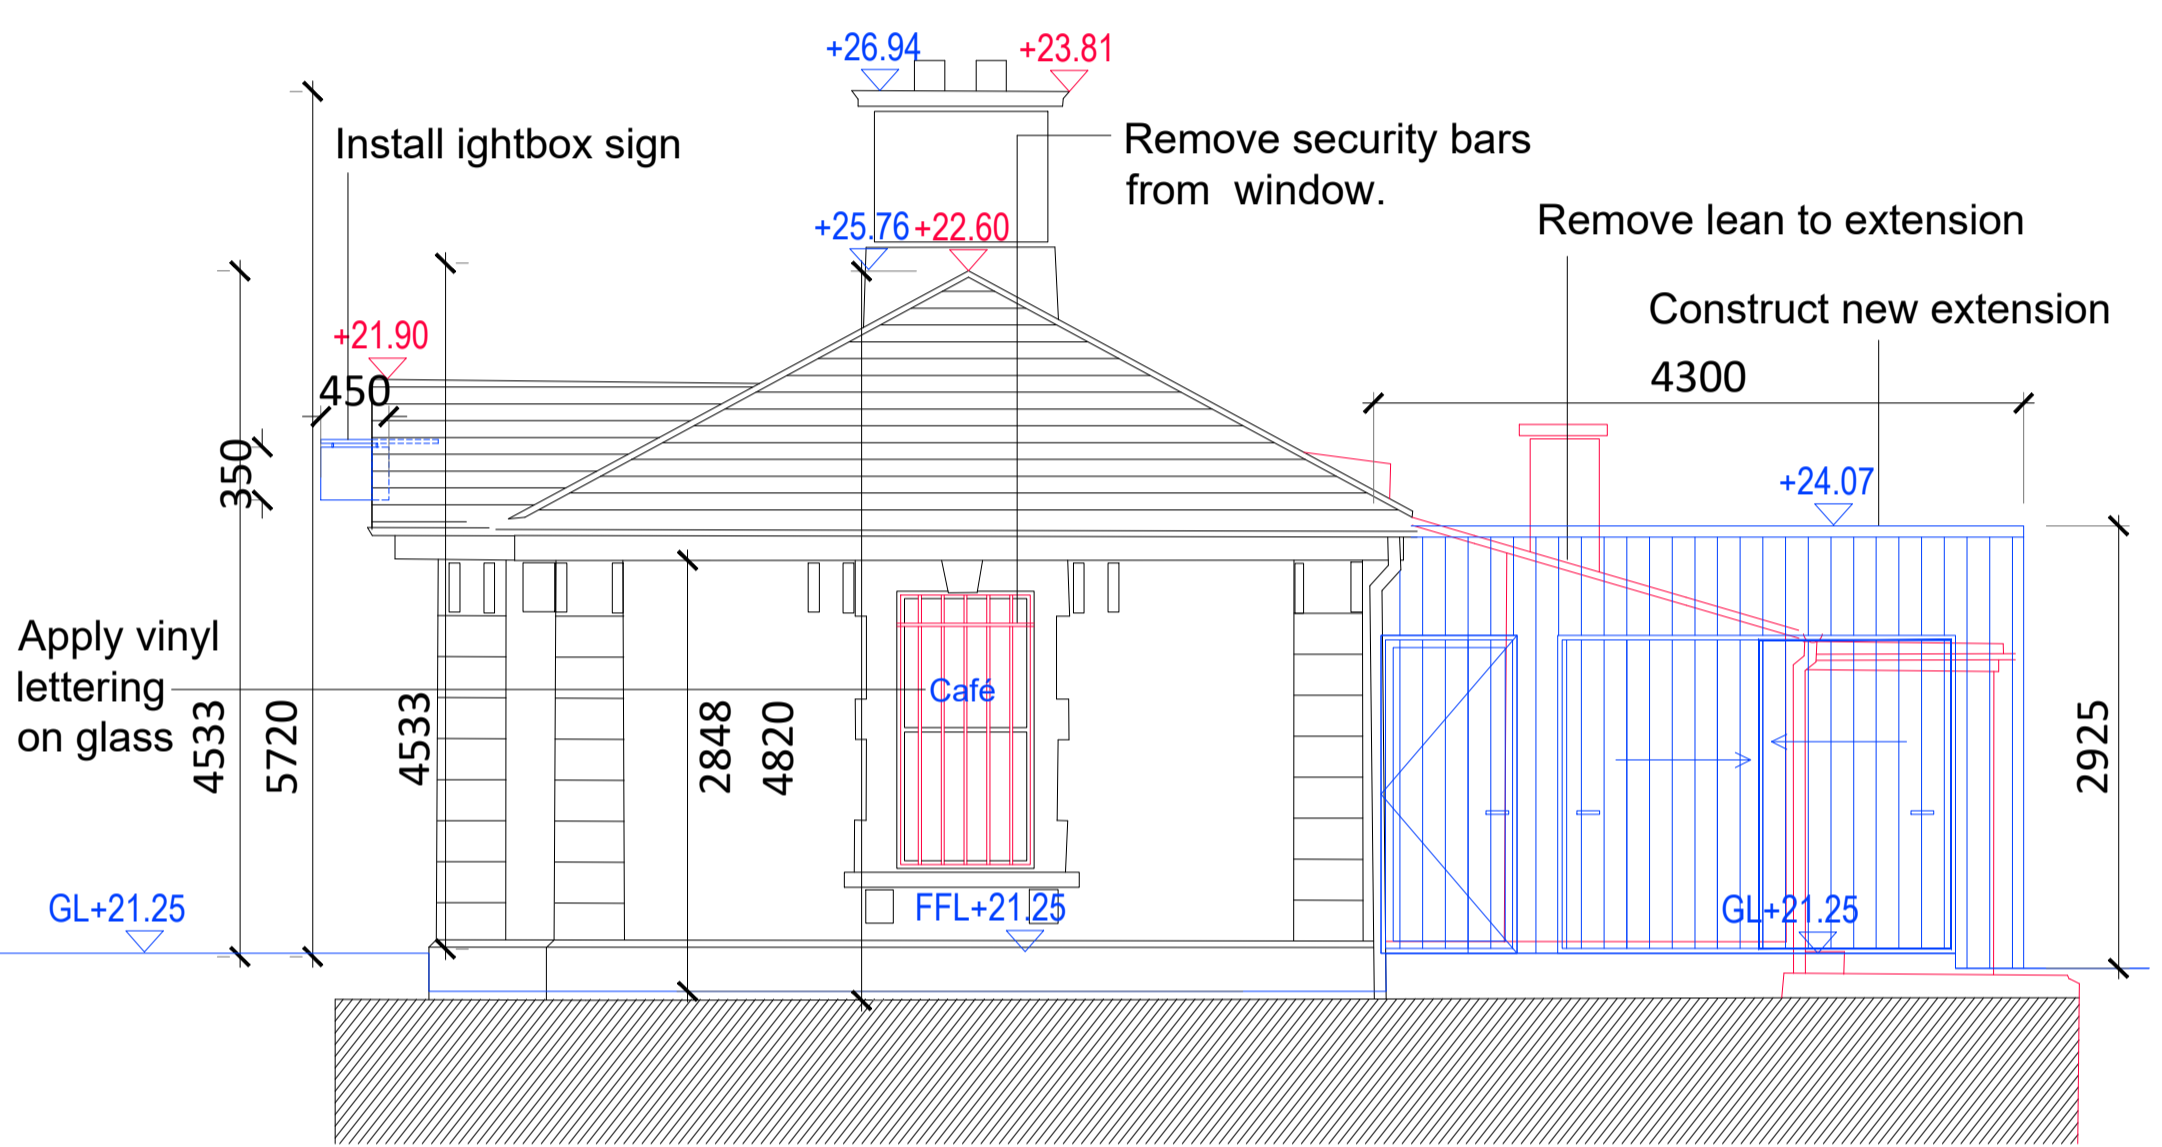 +26.94
+23.81
Install ightbox sign
Remove security bars
from window.
+25.76
+22.60
Remove lean to extension
Construct new extension
+21.90
450
4300
350
+24.07
Apply vinyl
lettering
on glass
Café
4533
5720
4533
2848
4820
2925
GL+21.25
FFL+21.25
GL+21.25